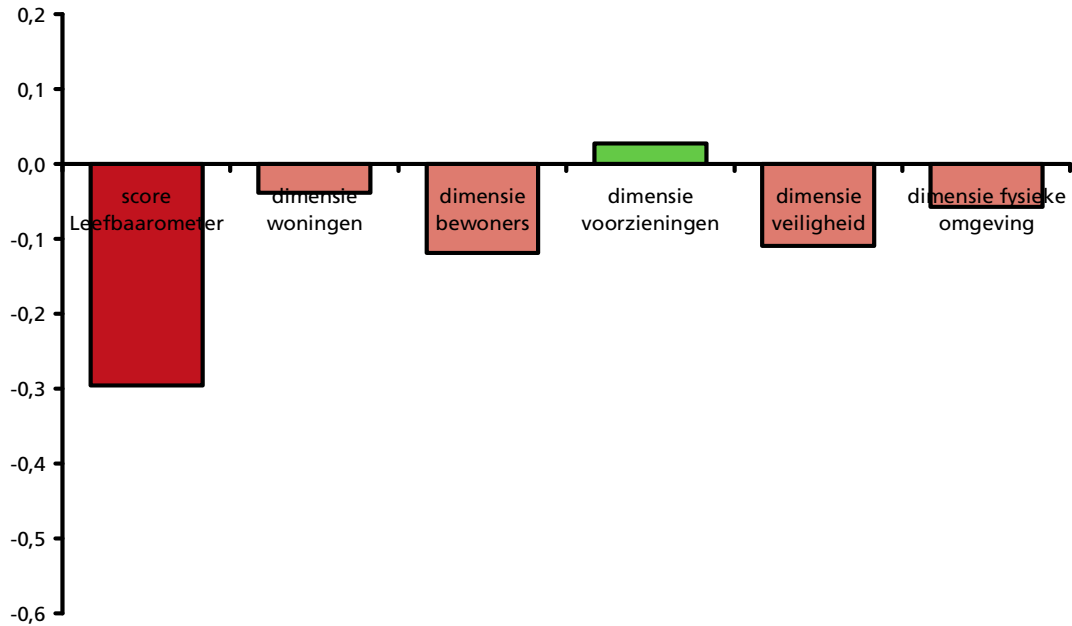 0,2
0,1
0,0
-0,1
-0,2
-0,3
-0,4
-0,5
-0,6
score
Leefbaarometer
dimensie
woningen
dimensie
bewoners
dimensie
voorzieningen
dimensie
veiligheid
dimensie fysieke
omgeving